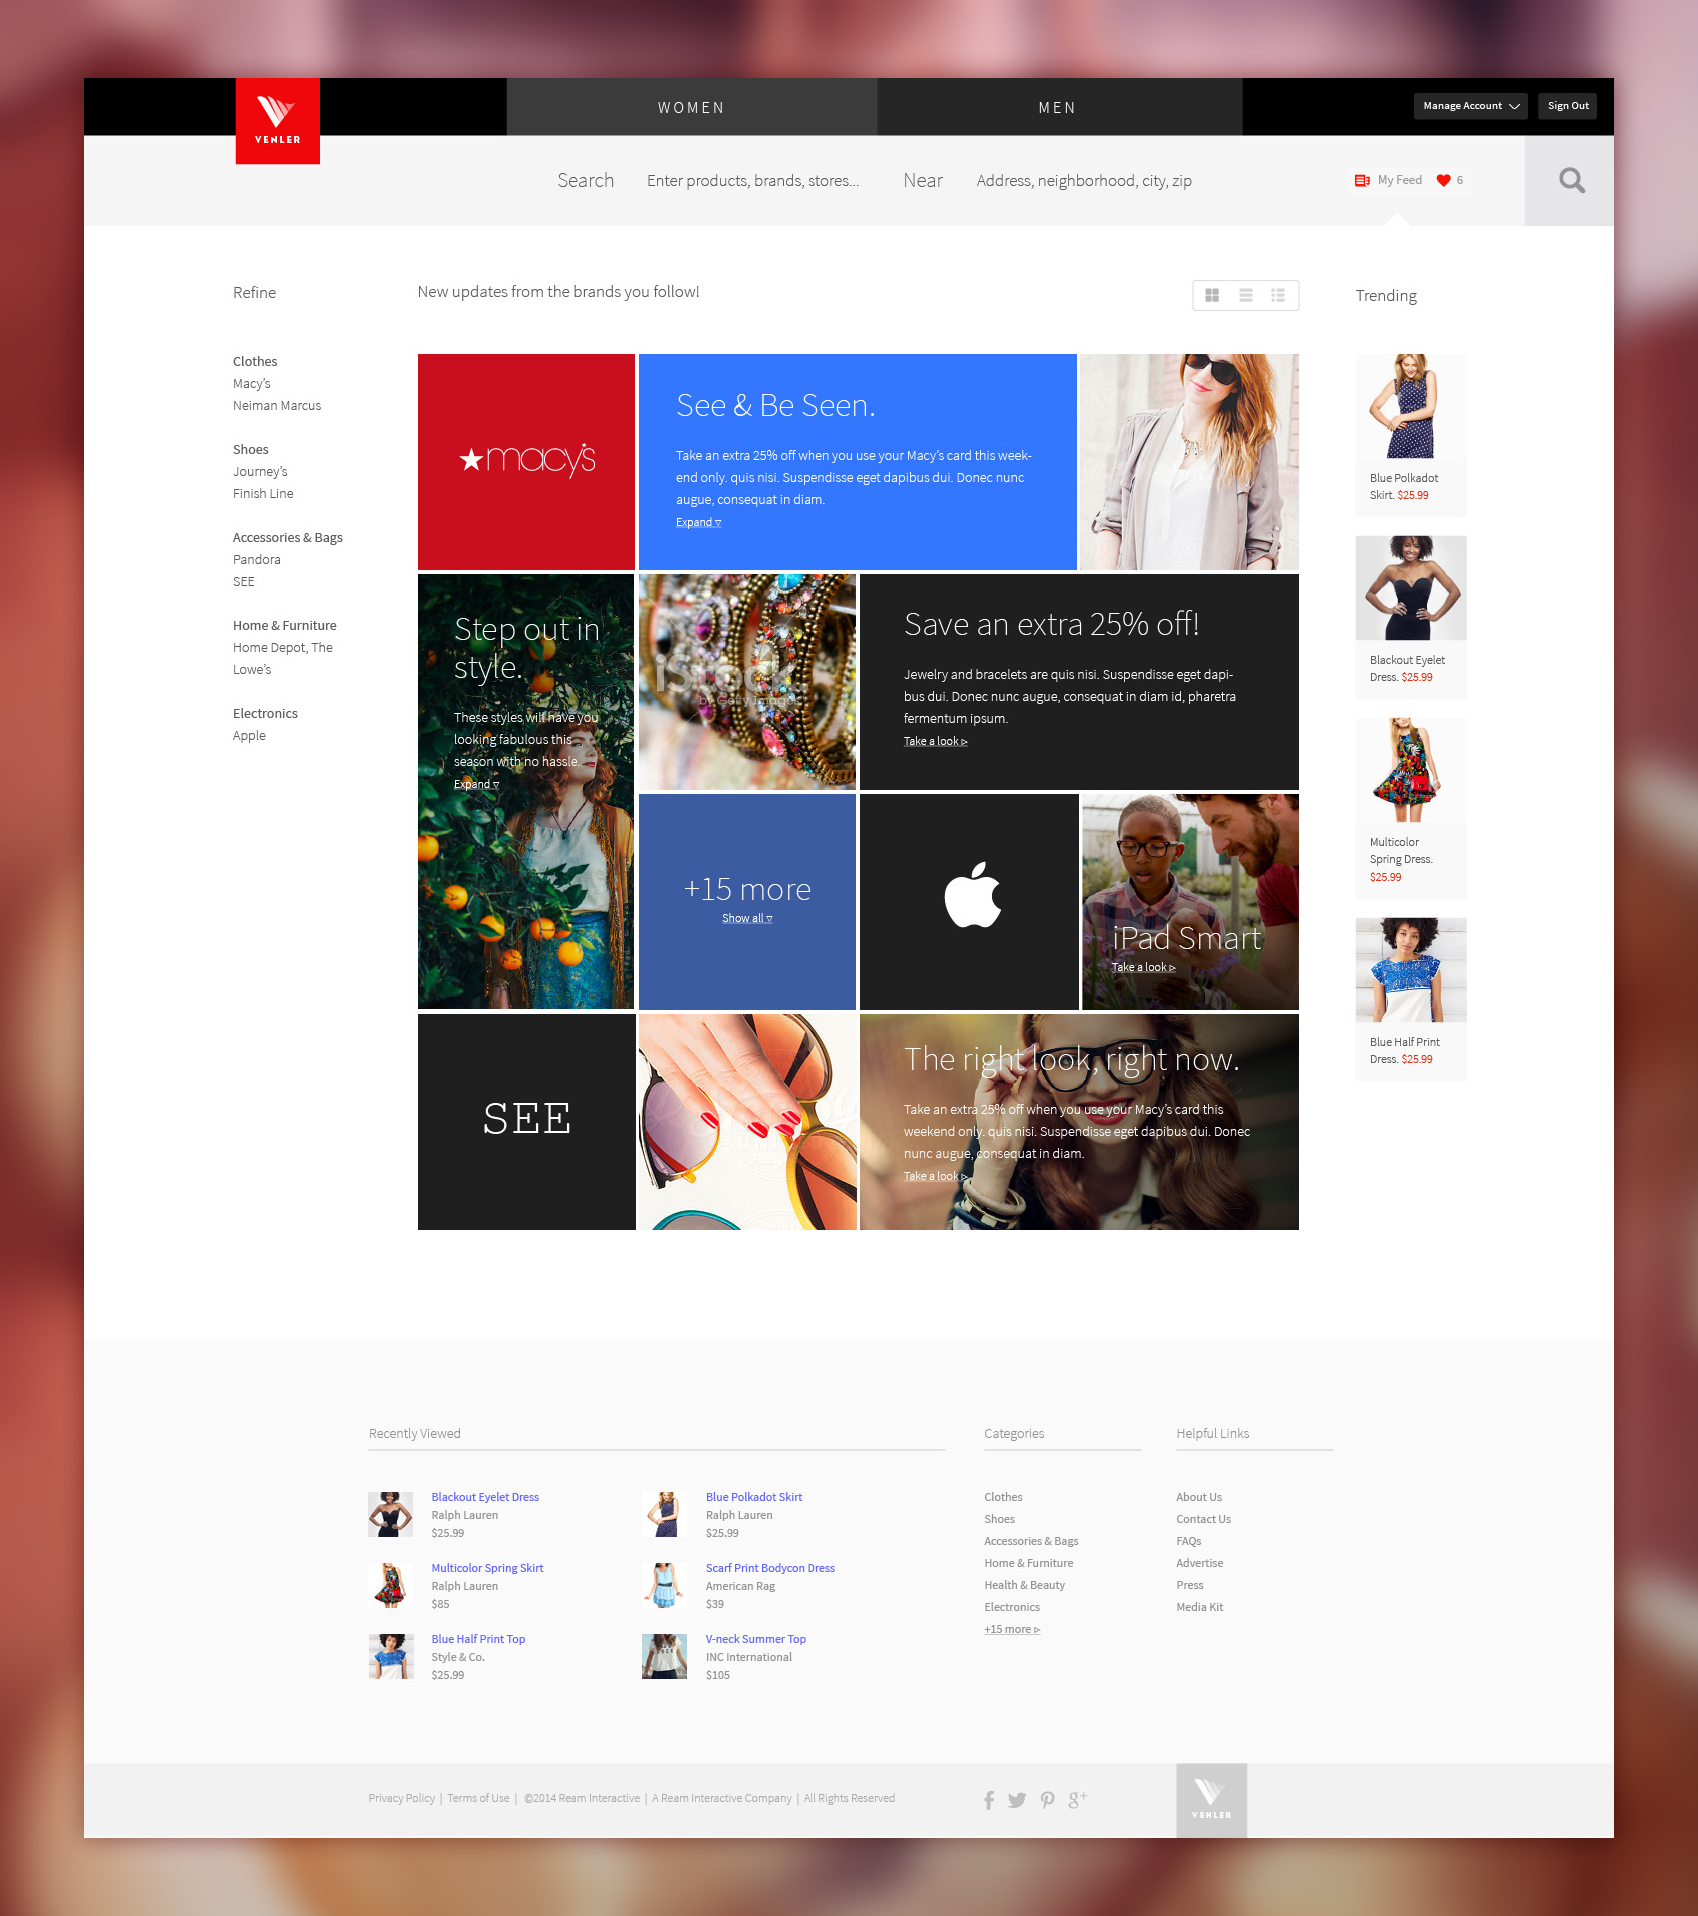 WOMEN
MEN
Manage Account
Sign Out
VENLER
Search
Enter products, brands, stores...
Near
Address, neighborhood, city, zip
My Feed
6
Refine
New updates from the brands you follow!
Trending
Clothes
Macy's
Neiman Marcus
Shoes
Journey's
Finish Line
Accessories & Bags
Pandora
SEE
Home & Furniture
Home Depot, The
Lowe's
Electronics
Apple
macy's
See & Be Seen.
Take an extra 25% off when you use your Macy's card this week-
end only. quis nisi. Suspendisse eget dapibus dui. Donec nunc
augue, consequat in diam.
Expand
Step out in
style.
These styles will have you
looking fabulous this
season with no hassle.
Expand
iStock
by Getty Images
Save an extra 25% off!
Jewelry and bracelets are quis nisi. Suspendisse eget dapi-
bus dui. Donec nunc augue, consequat in diam id, pharetra
fermentum ipsum.
Take a look
+15 more
Show all
iPad Smart
Take a look
SEE
The right look, right now.
Take an extra 25% off when you use your Macy's card this
weekend only. quis nisi. Suspendisse eget dapibus dui. Donec
nunc augue, consequat in diam.
Take a look
Blue Polkadot
Skirt. $25.99
Blackout Eyelet
Dress. $25.99
Multicolor
Spring Dress.
$25.99
Blue Half Print
Dress. $25.99
Recently Viewed
Blackout Eyelet Dress
Ralph Lauren
$25.99
Blue Polkadot Skirt
Ralph Lauren
$25.99
Multicolor Spring Skirt
Ralph Lauren
$85
Scarf Print Bodycon Dress
American Rag
$39
Blue Half Print Top
Style & Co.
$25.99
V-neck Summer Top
INC International
$105
Categories
Clothes
Shoes
Accessories & Bags
Home & Furniture
Health & Beauty
Electronics
+15 more
Helpful Links
About Us
Contact Us
FAQs
Advertise
Press
Media Kit
Privacy Policy | Terms of Use | ©2014 Ream Interactive | A Ream Interactive Company | All Rights Reserved
VENLER